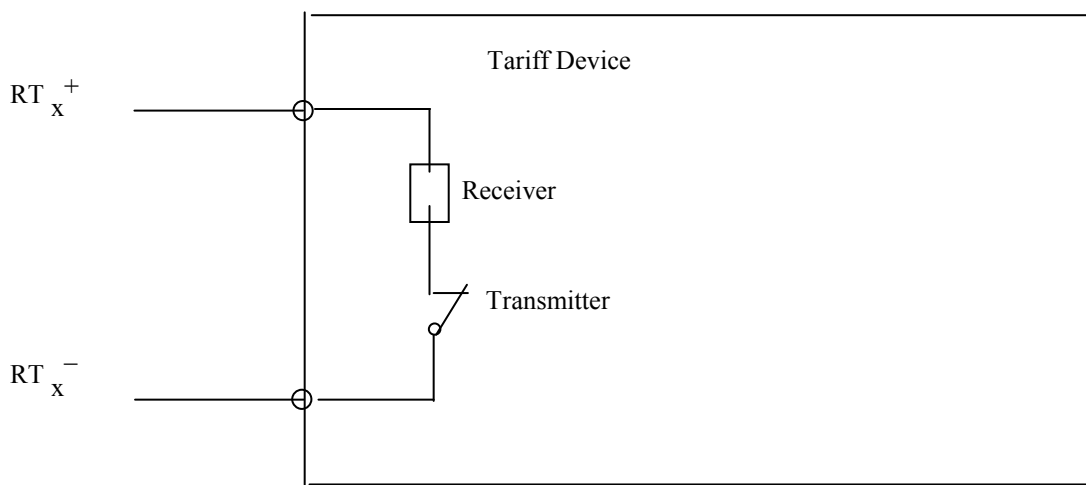 Tariff Device
RT x +
Receiver
Transmitter
RT x −